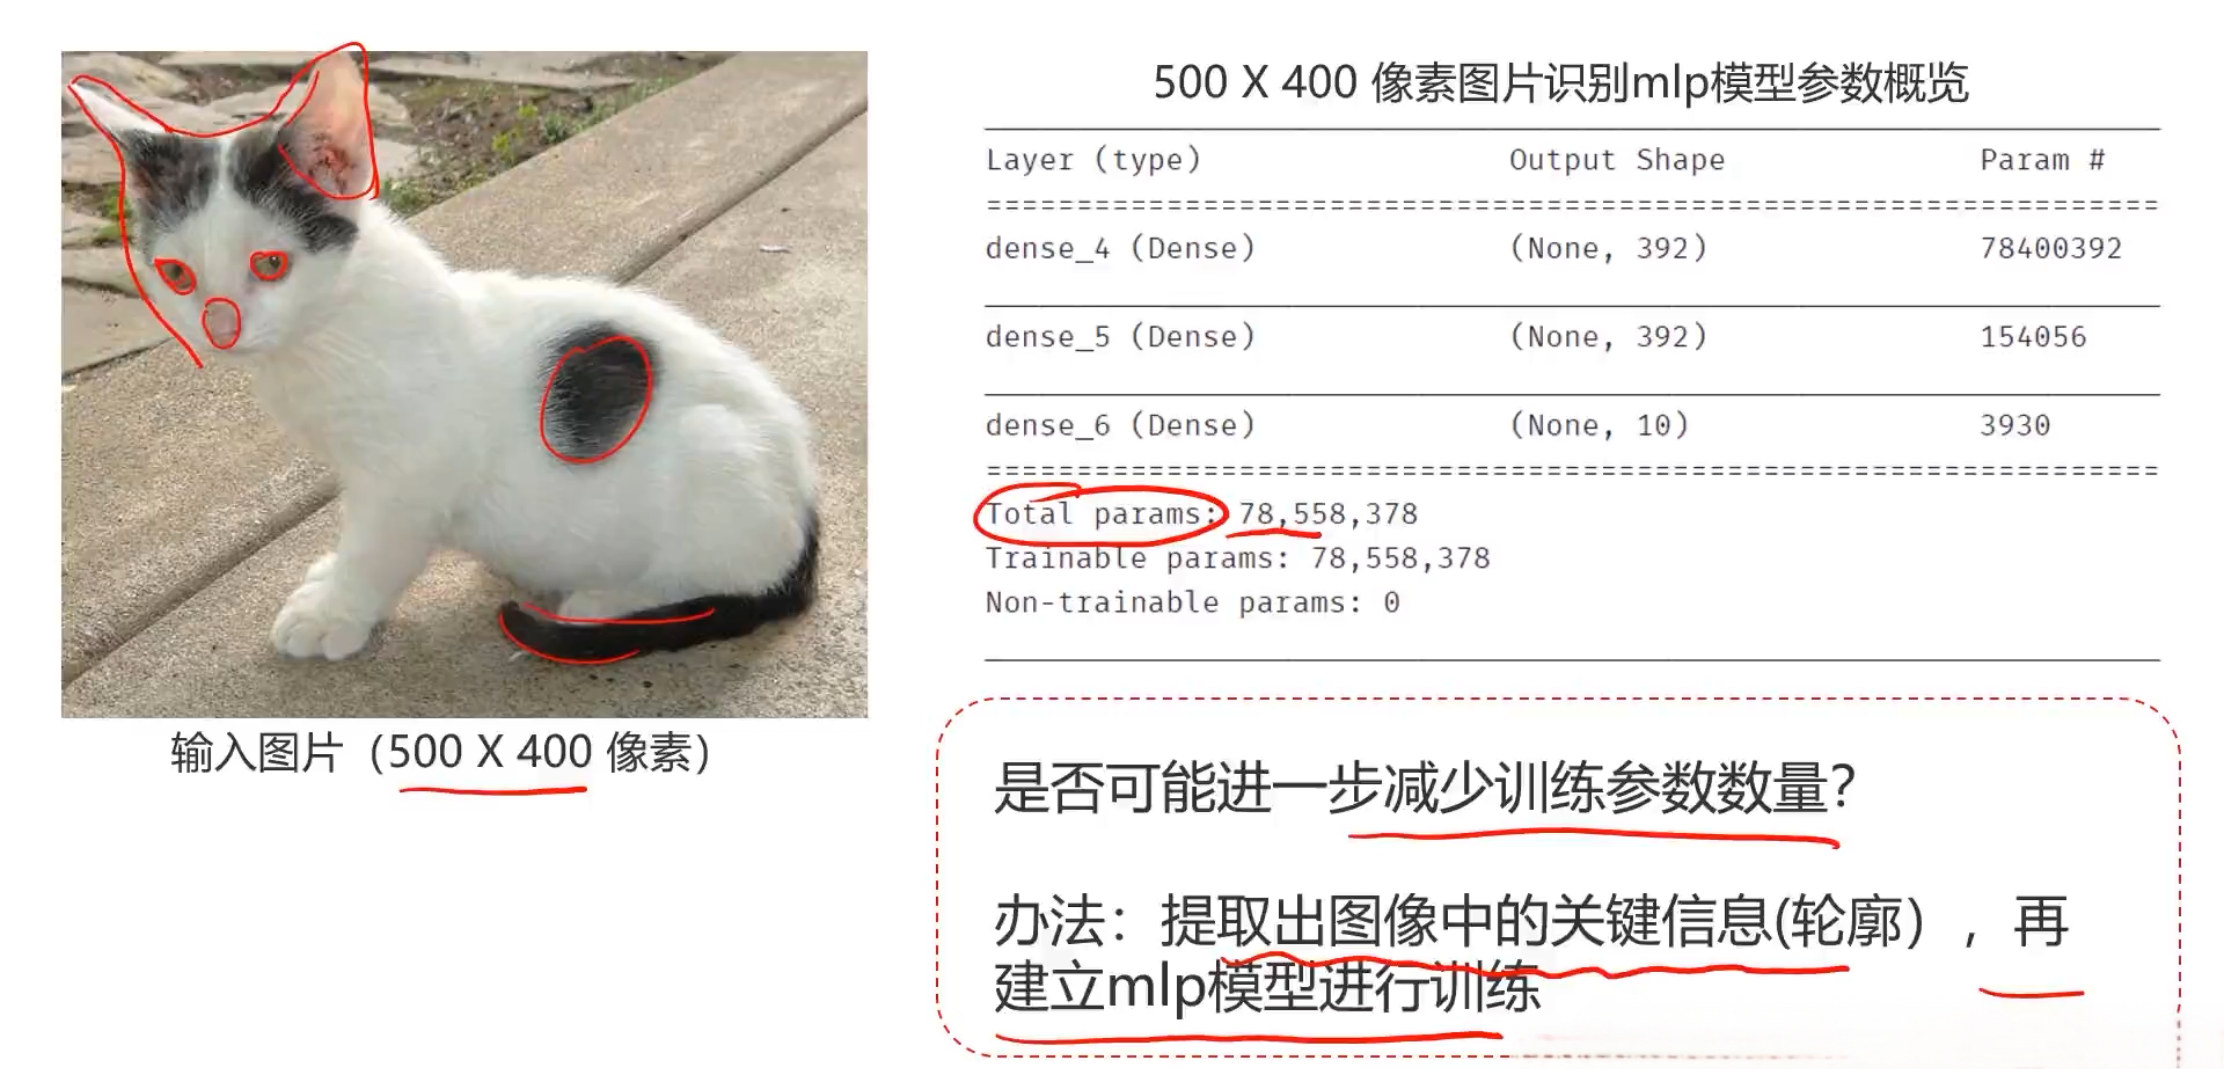 输入图片（500 X 400 像素）
500 X 400 像素图片识别mlp模型参数概览
Layer (type) Output Shape Param #
=================================================================
dense_4 (Dense) (None, 392) 78400392
dense_5 (Dense) (None, 392) 154056
dense_6 (Dense) (None, 10) 3930
=================================================================
Total params: 78,558,378
Trainable params: 78,558,378
Non-trainable params: 0
是否可能进一步减少训练参数数量？
办法：提取出图像中的关键信息(轮廓），再
建立mlp模型进行训练